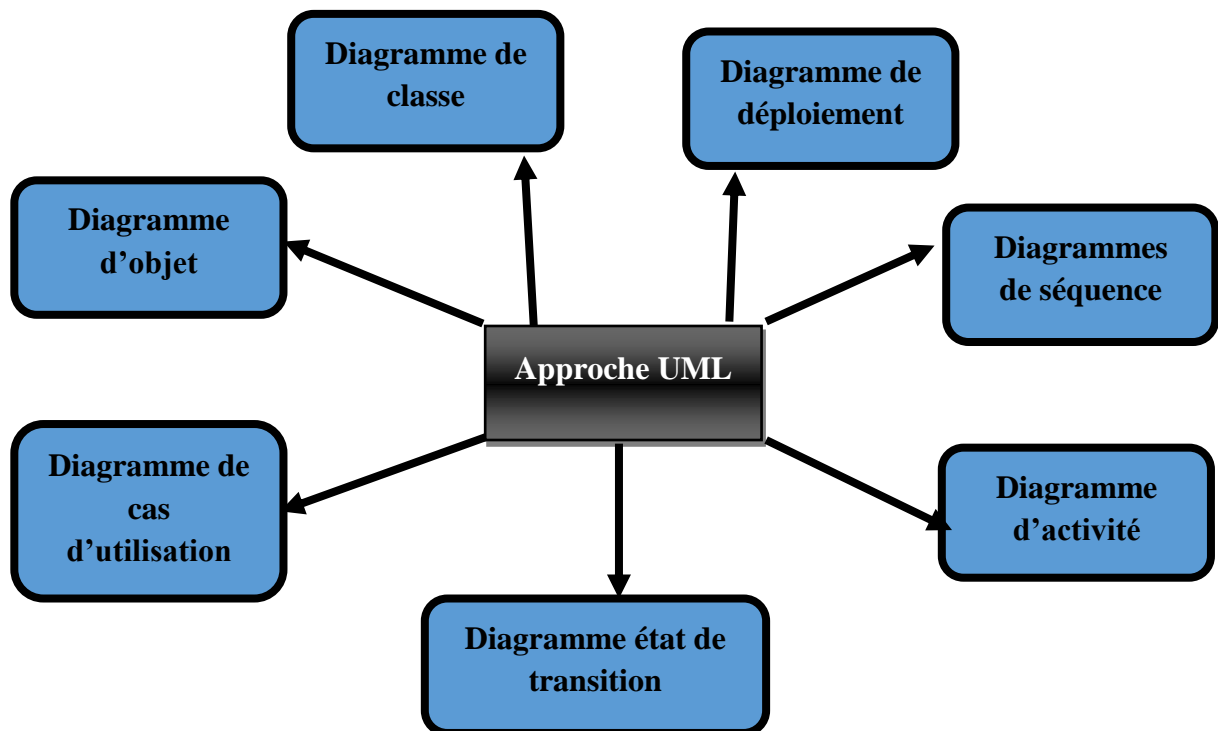 Diagramme de
classe
Diagramme de
déploiement
Diagramme
d’objet
Diagrammes
de séquence
Approche UML
Diagramme de
cas
d’utilisation
Diagramme
d’activité
Diagramme état de
transition